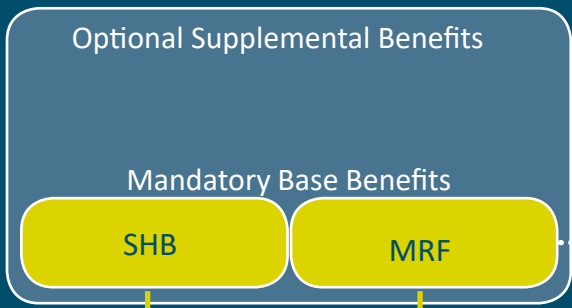 Optional Supplemental Benefits
Mandatory Base Benefits
SHB
MRF